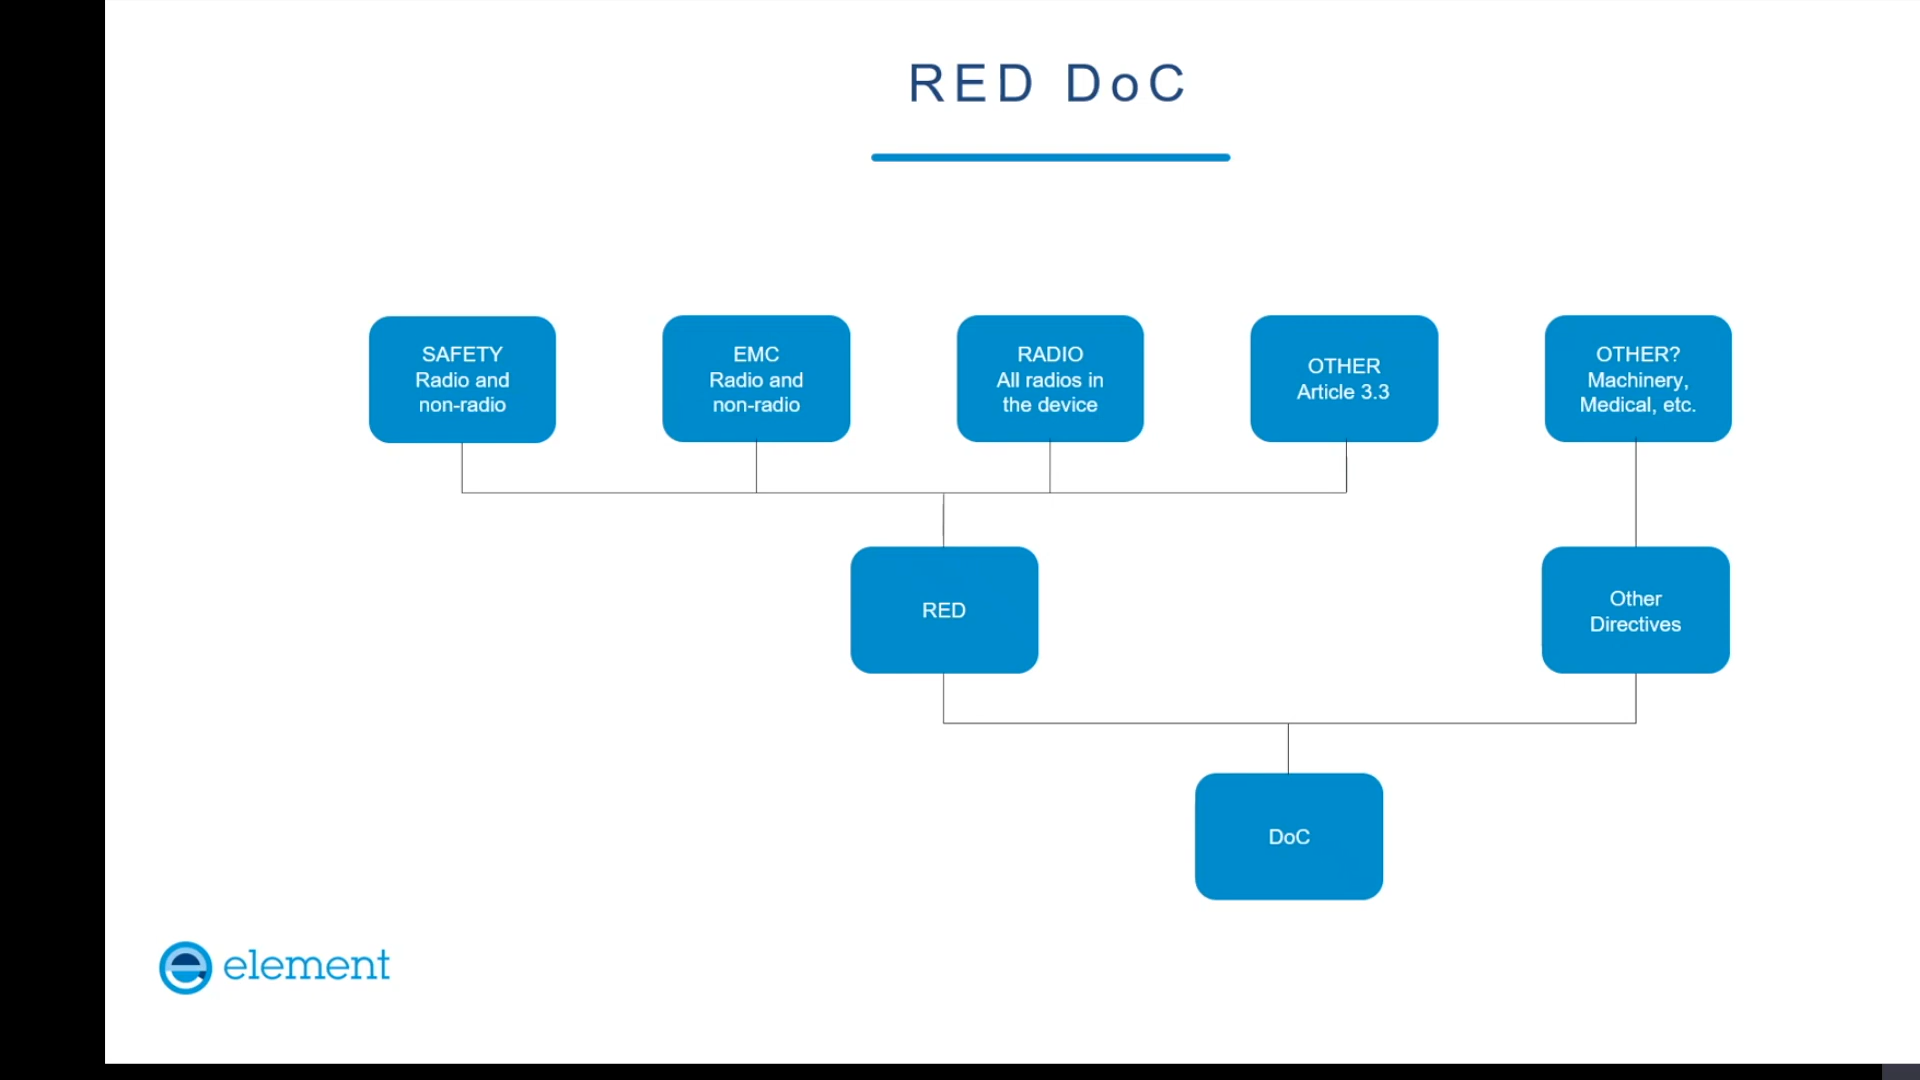 RED DoC
SAFETY
Radio and
non-radio
EMC
Radio and
non-radio
RADIO
All radios in
the device
OTHER
Article 3.3
OTHER?
Machinery,
Medical, etc.
RED
Other
Directives
DoC
element